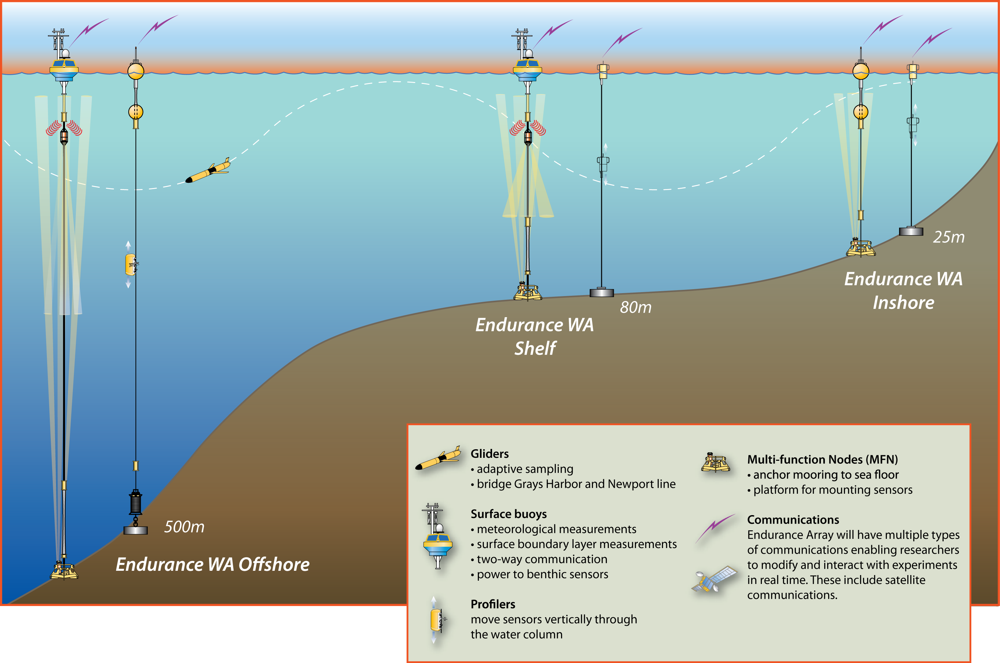 25m
Endurance WA
Inshore
80m
Endurance WA
Shelf
500m
Endurance WA Offshore
Gliders
• adaptive sampling
• bridge Grays Harbor and Newport line
Surface buoys
• meteorological measurements
• surface boundary layer measurements
• two-way communication
• power to benthic sensors
Profilers
move sensors vertically through
the water column
Multi-function Nodes (MFN)
• anchor mooring to sea floor
• platform for mounting sensors
Communications
Endurance Array will have multiple types
of communications enabling researchers
to modify and interact with experiments
in real time. These include satellite
communications.